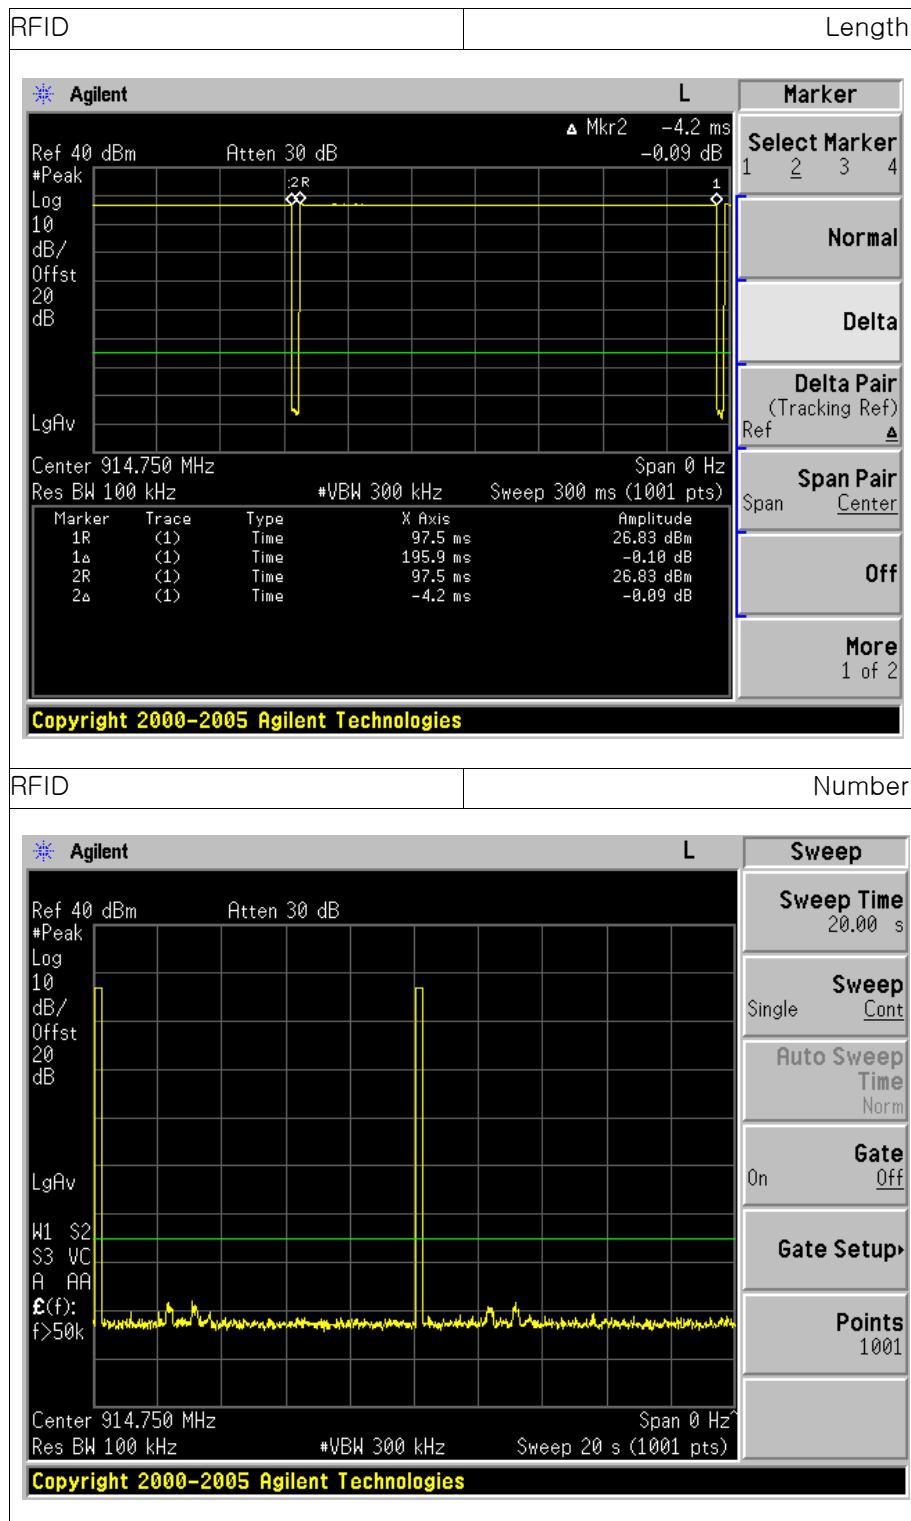 RFID Length
Agilent L Marker
Δ Mkr2 -4.2 ms
Ref 40 dBm Atten 30 dB -0.09 dB
#Peak
Log
10
dB/
Offst
20
dB
LgAv
2R
1
Center 914.750 MHz Span 0 Hz
Res BW 100 kHz #VBW 300 kHz Sweep 300 ms (1001 pts)
Marker Trace Type X Axis Amplitude
1R (1) Time 97.5 ms 26.83 dBm
1Δ (1) Time 195.9 ms -0.10 dB
2R (1) Time 97.5 ms 26.83 dBm
2Δ (1) Time -4.2 ms -0.09 dB
Select Marker
1 2 3 4
Normal
Delta
Delta Pair
(Tracking Ref)
Ref Δ
Span Pair
Span Center
Off
More
1 of 2
Copyright 2000-2005 Agilent Technologies
RFID Number
Agilent L Sweep
Ref 40 dBm Atten 30 dB
#Peak
Log
10
dB/
Offst
20
dB
LgAv
W1 S2
S3 VC
A AA
£(f):
f>50k
Center 914.750 MHz Span 0 Hz^
Res BW 100 kHz #VBW 300 kHz Sweep 20 s (1001 pts)
Sweep Time
20.00 s
Sweep
Single Cont
Auto Sweep
Time
Norm
Gate
On Off
Gate Setup▸
Points
1001
Copyright 2000-2005 Agilent Technologies